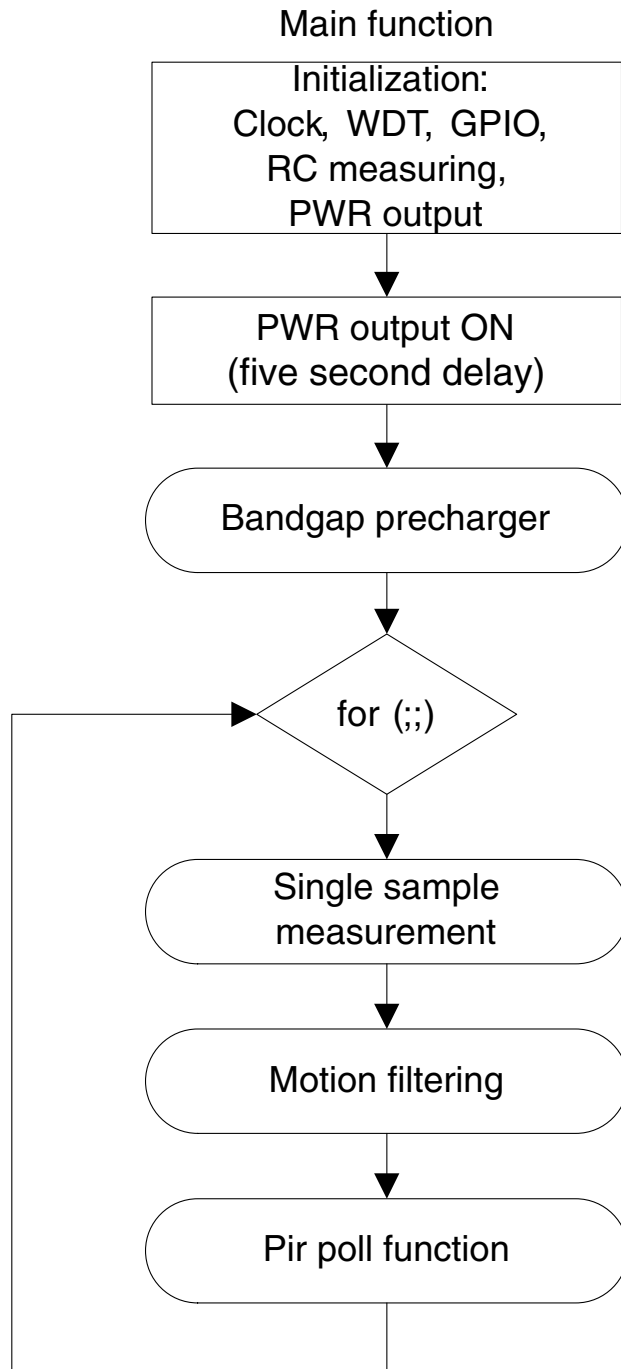 Main function
Initialization:
Clock, WDT, GPIO,
RC measuring,
PWR output
PWR output ON
(five second delay)
Bandgap precharger
for (;;)
Single sample
measurement
Motion filtering
Pir poll function